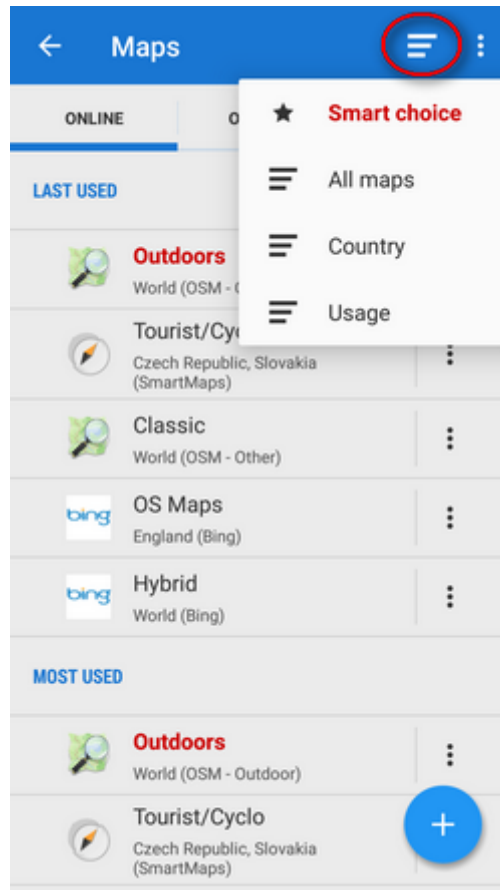 Maps
Smart choice
All maps
Country
Usage
ONLINE
O
LAST USED
Outdoors
World (OSM - O
Tourist/Cy
Czech Republic, Slovakia
(SmartMaps)
Classic
World (OSM - Other)
bing
OS Maps
England (Bing)
bing
Hybrid
World (Bing)
MOST USED
Outdoors
World (OSM - Outdoor)
Tourist/Cyclo
Czech Republic, Slovakia
(SmartMaps)